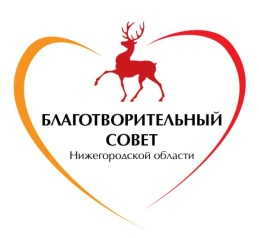 БЛАГОТВОРИТЕЛЬНЫЙ
СОВЕТ
Нижегородской области